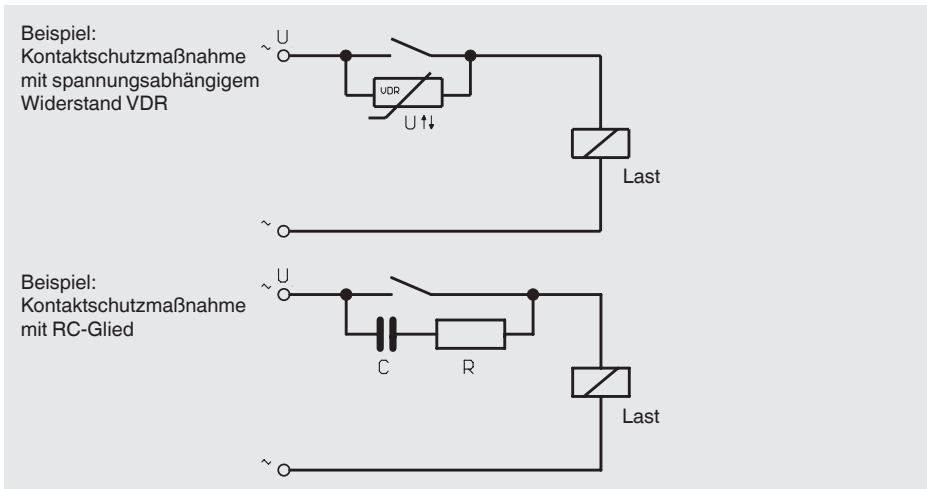 Beispiel:
Kontaktschutzmaßnahme
mit spannungsabhängigem
Widerstand VDR
~ U
VDR
U ↑↓
Last
~
Beispiel:
Kontaktschutzmaßnahme
mit RC-Glied
~ U
C R
Last
~